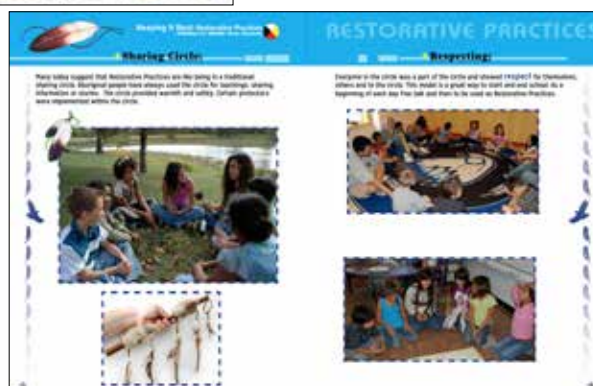 Keeping It Real: Restorative Practices
Sharing Circle:
Many today suggest that Restorative Practices are like being in a traditional
sharing circle. Aboriginal people have always used the circle for teachings, sharing
information or stories. The circle provided warmth and safety. Certain protocols
were implemented within the circle.
RESTORATIVE PRACTICES
Respecting:
Everyone in the circle was a part of the circle and showed respect for themselves,
others and to the circle. This model is a great way to start and end school. As a
beginning of each day
talk and then to be used as Restorative Practices.